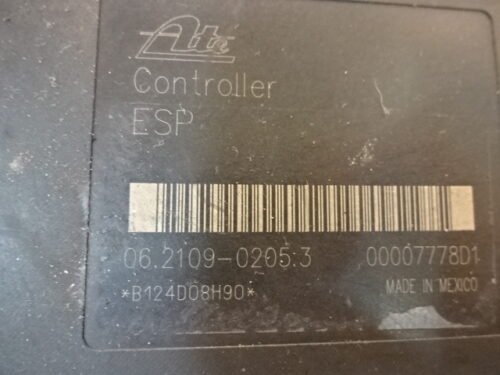 Ate
Controller
ESP
06.2109-0205.3 00007778D1
*B124D08H90* MADE IN MEXICO